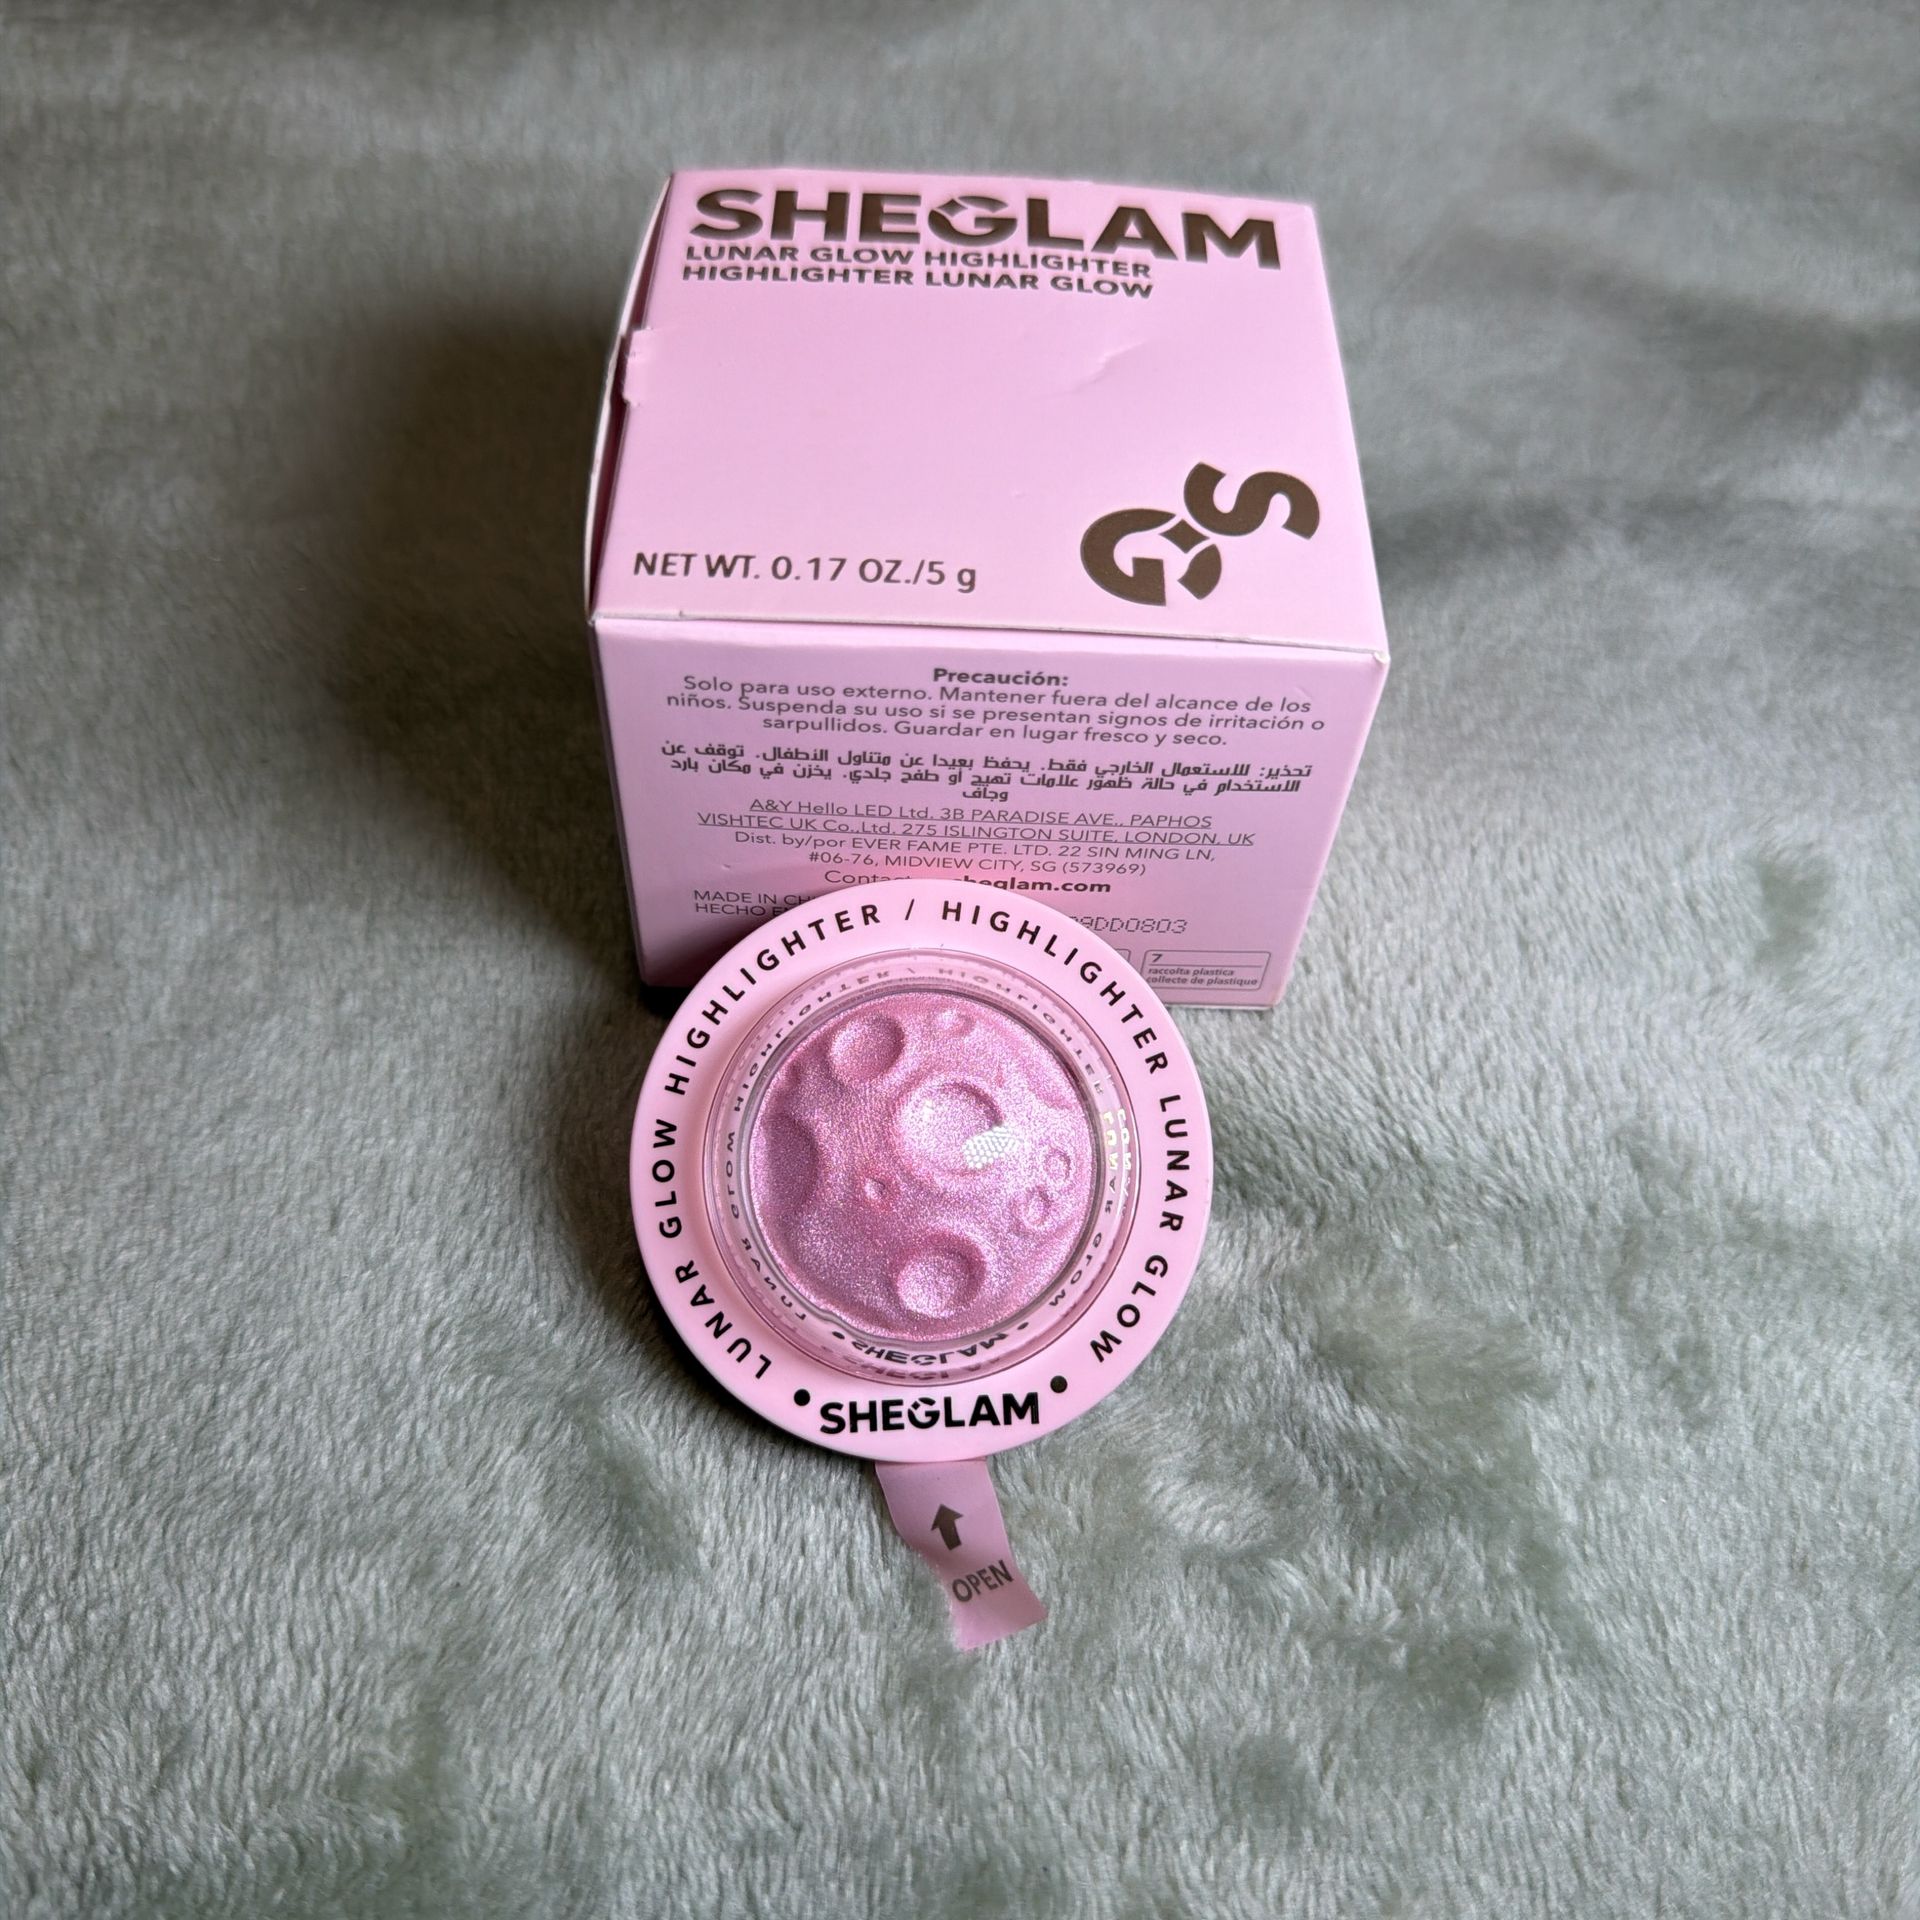 SHEGLAM
LUNAR GLOW HIGHLIGHTER
HIGHLIGHTER LUNAR GLOW
GS
NET WT. 0.17 OZ./5 g
Precaución:
Solo para uso externo. Mantener fuera del alcance de los
niños. Suspenda su uso si se presentan signos de irritación o
sarpullidos. Guardar en lugar fresco y seco.
تحذير: للاستعمال الخارجي فقط. يحفظ بعيدا عن متناول الأطفال. توقف عن
الاستخدام في حالة ظهور علامات تهيج أو طفح جلدي. يخزن في مكان بارد
وجاف
A&Y Hello LED Ltd. 3B PARADISE AVE., PAPHOS
VISHTEC UK Co.,Ltd. 275 ISLINGTON SUITE, LONDON, UK
Dist. by/por EVER FAME PTE. LTD. 22 SIN MING LN,
#06-76, MIDVIEW CITY, SG (573969)
MADE IN
HECHO
7
raccolta plastica
collecte de plastique
LUNAR GLOW HIGHLIGHTER / HIGHLIGHTER LUNAR GLOW
• SHEGLAM •
OPEN